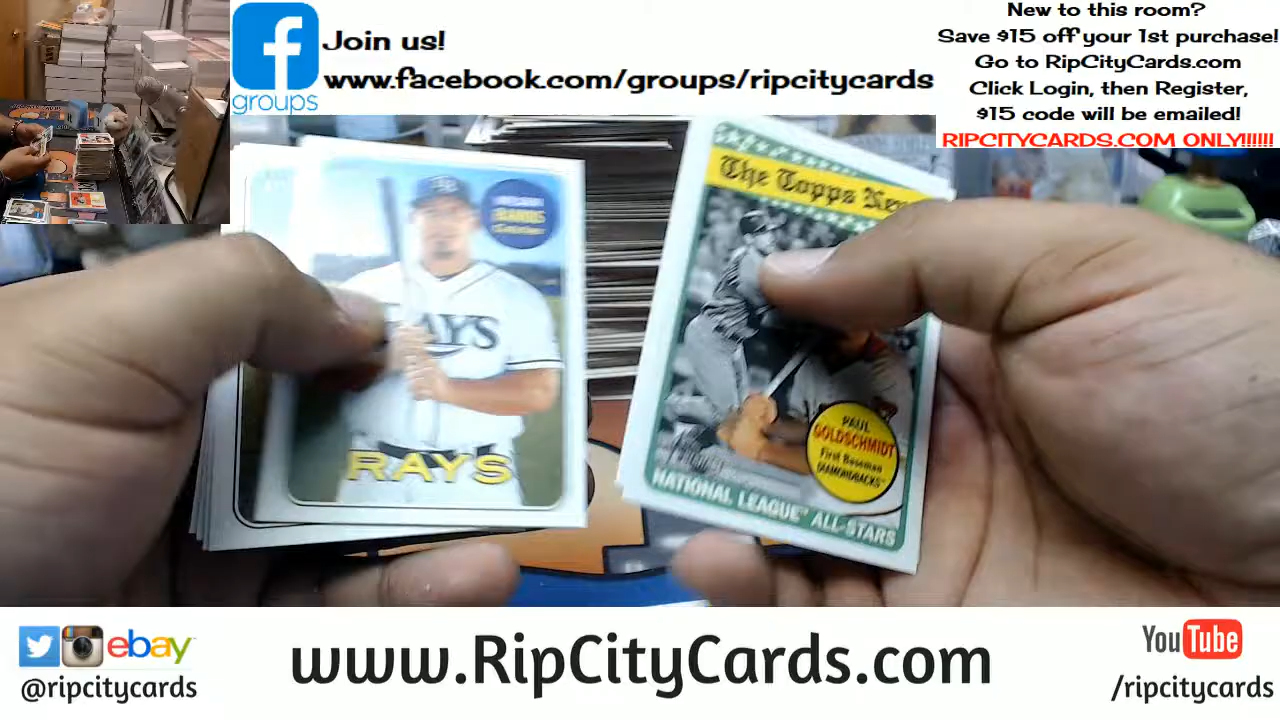 groups
Join us!
www.facebook.com/groups/ripcitycards
New to this room?
Save $15 off your 1st purchase!
Go to RipCityCards.com
Click Login, then Register,
$15 code will be emailed!
RIPCITYCARDS.COM ONLY!!!!!!
RAYS
RAYS
The Topps
PAUL
GOLDSCHMIDT
First Baseman
DIAMONDBACKS
NATIONAL LEAGUE ALL-STARS
ebay
@ripcitycards
www.RipCityCards.com
YouTube
/ripcitycards